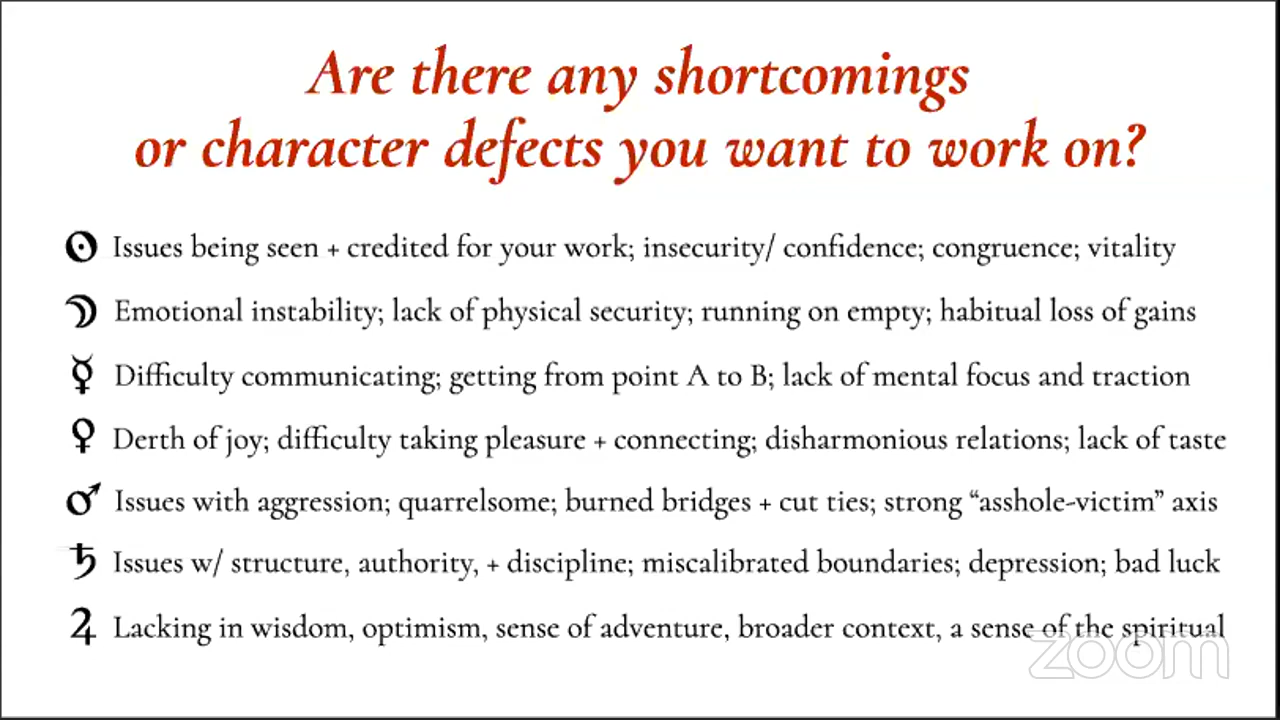 Are there any shortcomings
or character defects you want to work on?
☉ Issues being seen + credited for your work; insecurity/ confidence; congruence; vitality
☽ Emotional instability; lack of physical security; running on empty; habitual loss of gains
☿ Difficulty communicating; getting from point A to B; lack of mental focus and traction
♀ Derth of joy; difficulty taking pleasure + connecting; disharmonious relations; lack of taste
♂ Issues with aggression; quarrelsome; burned bridges + cut ties; strong “asshole-victim” axis
♄ Issues w/ structure, authority, + discipline; miscalibrated boundaries; depression; bad luck
♃ Lacking in wisdom, optimism, sense of adventure, broader context, a sense of the spiritual
zoom